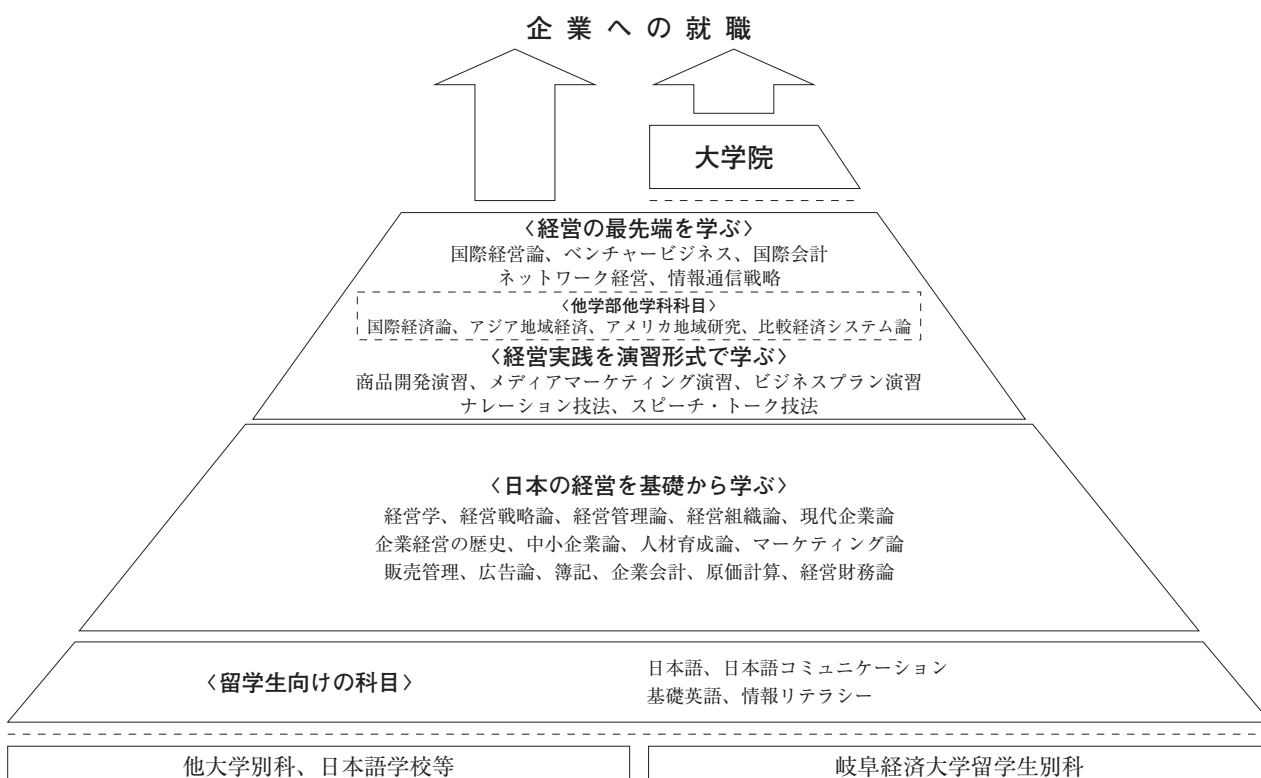 企業への就職
大学院
〈経営の最先端を学ぶ〉
国際経営論、ベンチャービジネス、国際会計
ネットワーク経営、情報通信戦略
〈他学部他学科科目〉
国際経済論、アジア地域経済、アメリカ地域研究、比較経済システム論
〈経営実践を演習形式で学ぶ〉
商品開発演習、メディアマーケティング演習、ビジネスプラン演習
ナレーション技法、スピーチ・トーク技法
〈日本の経営を基礎から学ぶ〉
経営学、経営戦略論、経営管理論、経営組織論、現代企業論
企業経営の歴史、中小企業論、人材育成論、マーケティング論
販売管理、広告論、簿記、企業会計、原価計算、経営財務論
〈留学生向けの科目〉
日本語、日本語コミュニケーション
基礎英語、情報リテラシー
他大学別科、日本語学校等
岐阜経済大学留学生別科